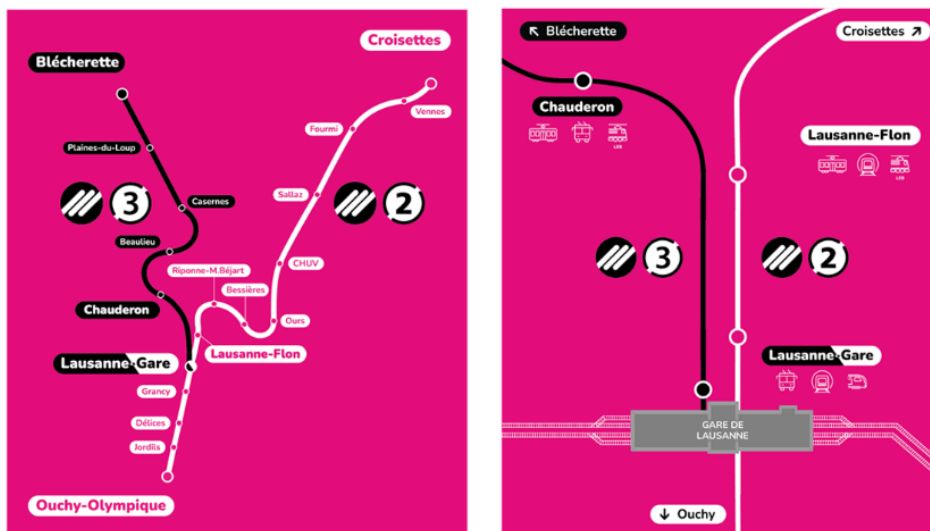 Croisettes
Blécherette
Vennes
Fourmi
Plaines-du-Loup
3
2
Sallaz
Casernes
Beaulieu
CHUV
Riponne-M.Béjart
Bessières
Chauderon
Ours
Lausanne-Flon
Lausanne-Gare
Grancy
Délices
Jordils
Ouchy-Olympique
↖ Blécherette
Croisettes ↗
Chauderon
LEB
Lausanne-Flon
LEB
3
2
Lausanne-Gare
GARE DE
LAUSANNE
↓ Ouchy